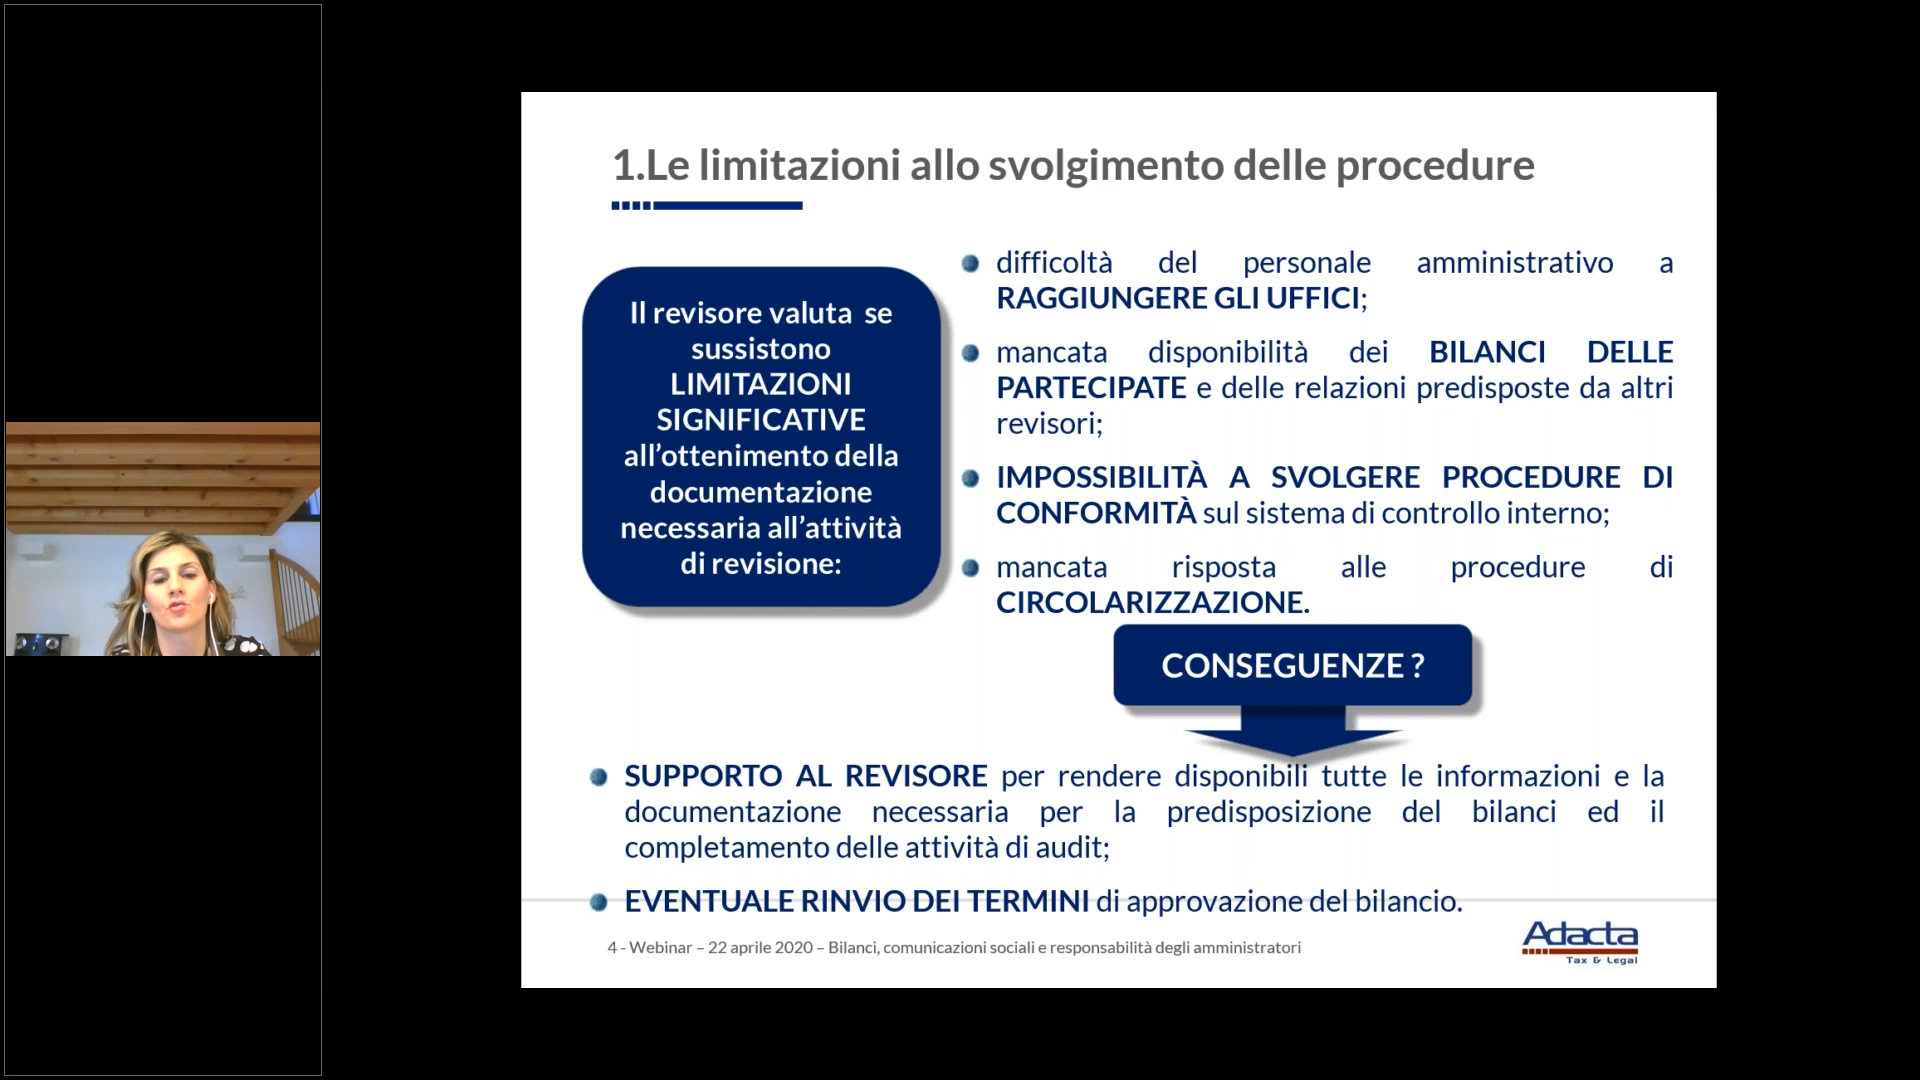 1.Le limitazioni allo svolgimento delle procedure
Il revisore valuta se
sussistono
LIMITAZIONI
SIGNIFICATIVE
all’ottenimento della
documentazione
necessaria all’attività
di revisione:
difficoltà del personale amministrativo a
RAGGIUNGERE GLI UFFICI;
mancata disponibilità dei BILANCI DELLE
PARTECIPATE e delle relazioni predisposte da altri
revisori;
IMPOSSIBILITÀ A SVOLGERE PROCEDURE DI
CONFORMITÀ sul sistema di controllo interno;
mancata risposta alle procedure di
CIRCOLARIZZAZIONE.
CONSEGUENZE ?
SUPPORTO AL REVISORE per rendere disponibili tutte le informazioni e la
documentazione necessaria per la predisposizione del bilanci ed il
completamento delle attività di audit;
EVENTUALE RINVIO DEI TERMINI di approvazione del bilancio.
4 - Webinar – 22 aprile 2020 – Bilanci, comunicazioni sociali e responsabilità degli amministratori
Adacta
Tax & Legal